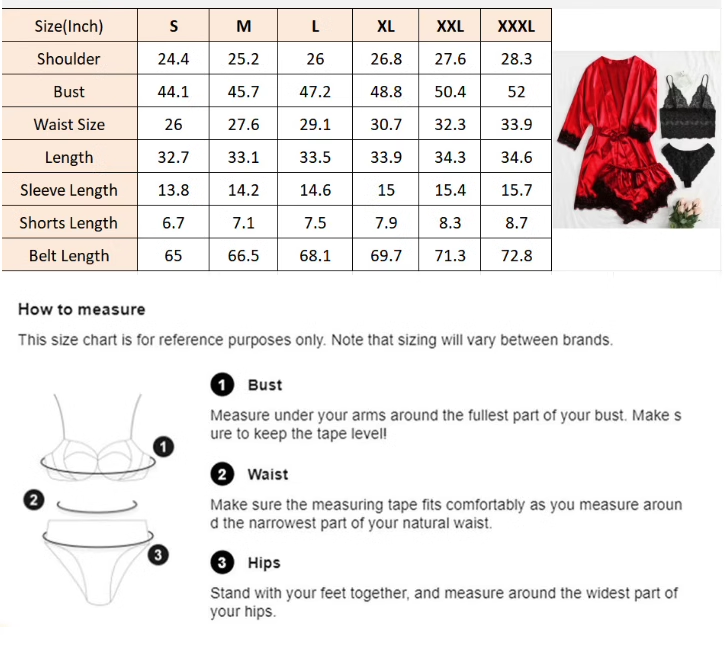 Size(Inch) S M L XL XXL XXXL
Shoulder 24.4 25.2 26 26.8 27.6 28.3
Bust 44.1 45.7 47.2 48.8 50.4 52
Waist Size 26 27.6 29.1 30.7 32.3 33.9
Length 32.7 33.1 33.5 33.9 34.3 34.6
Sleeve Length 13.8 14.2 14.6 15 15.4 15.7
Shorts Length 6.7 7.1 7.5 7.9 8.3 8.7
Belt Length 65 66.5 68.1 69.7 71.3 72.8
How to measure
This size chart is for reference purposes only. Note that sizing will vary between brands.
1 Bust
Measure under your arms around the fullest part of your bust. Make s
ure to keep the tape level!
2 Waist
Make sure the measuring tape fits comfortably as you measure aroun
d the narrowest part of your natural waist.
3 Hips
Stand with your feet together, and measure around the widest part of
your hips.
1
2
3